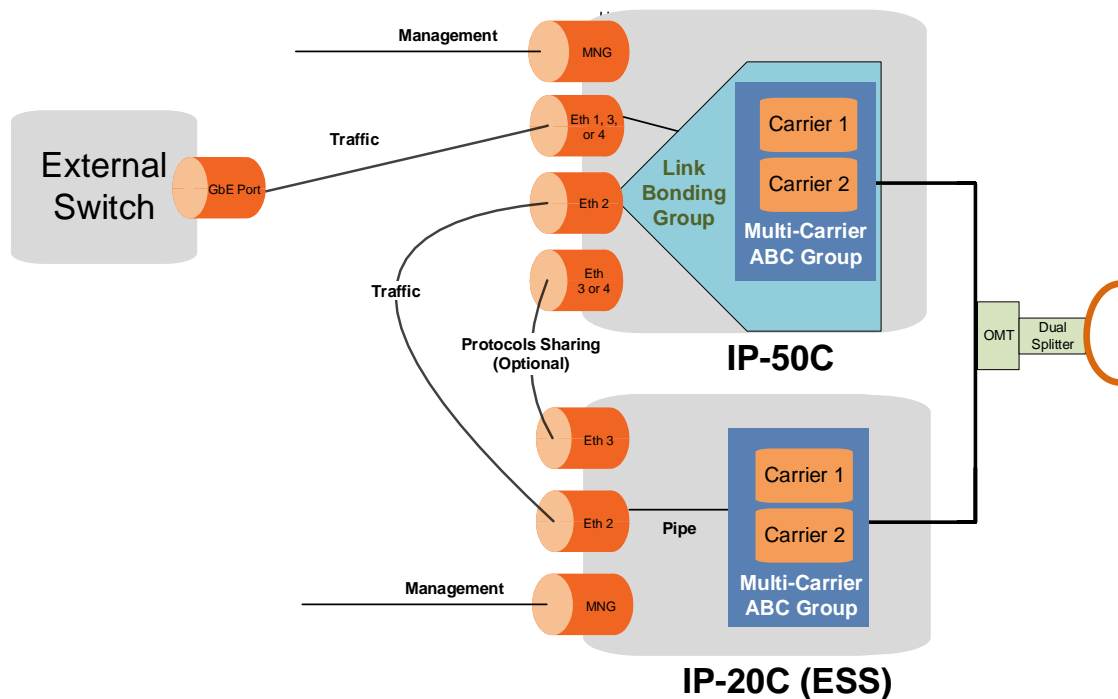 Management
MNG
Eth 1, 3,
or 4
Traffic
External
Switch
GbE Port
Eth 2
Link
Bonding
Group
Carrier 1
Carrier 2
Multi-Carrier
ABC Group
Traffic
Eth
3 or 4
Protocols Sharing
(Optional)
IP-50C
OMT
Dual
Splitter
Eth 3
Eth 2
Pipe
Carrier 1
Carrier 2
Multi-Carrier
ABC Group
Management
MNG
IP-20C (ESS)